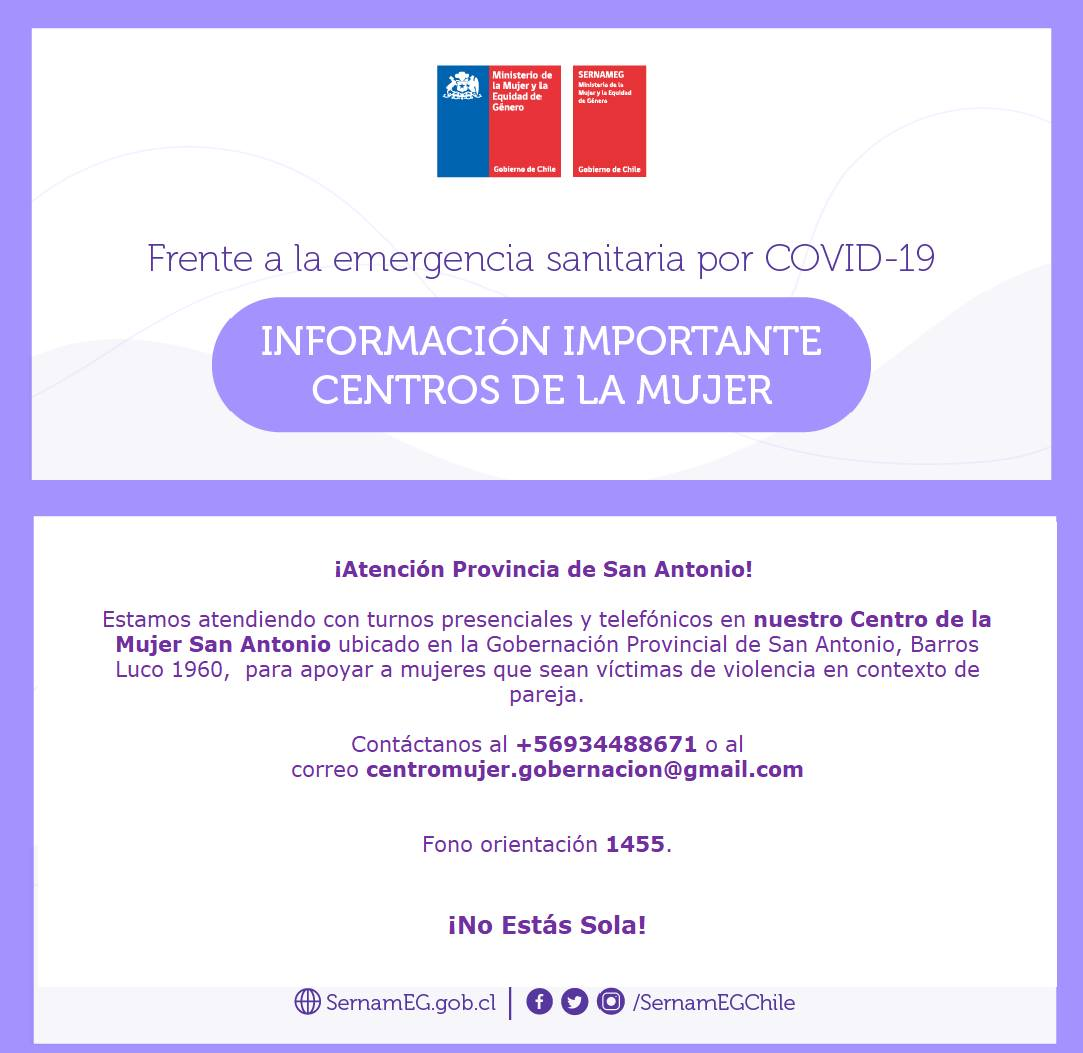 Ministerio de
la Mujer y la
Equidad de
Género
Gobierno de Chile
SERNAMEG
Ministerio de la
Mujer y la Equidad
de Género
Gobierno de Chile
Frente a la emergencia sanitaria por COVID-19
INFORMACIÓN IMPORTANTE
CENTROS DE LA MUJER
¡Atención Provincia de San Antonio!
Estamos atendiendo con turnos presenciales y telefónicos en nuestro Centro de la
Mujer San Antonio ubicado en la Gobernación Provincial de San Antonio, Barros
Luco 1960,  para apoyar a mujeres que sean víctimas de violencia en contexto de
pareja.
Contáctanos al +56934488671 o al
correo centromujer.gobernacion@gmail.com
Fono orientación 1455.
¡No Estás Sola!
SernamEG.gob.cl | /SernamEGChile